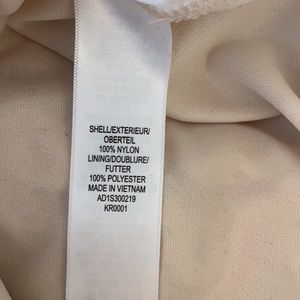 SHELL/EXTERIEUR/
OBERTEIL
100% NYLON
LINING/DOUBLURE/
FUTTER
100% POLYESTER
MADE IN VIETNAM
AD1S300219
KR0001